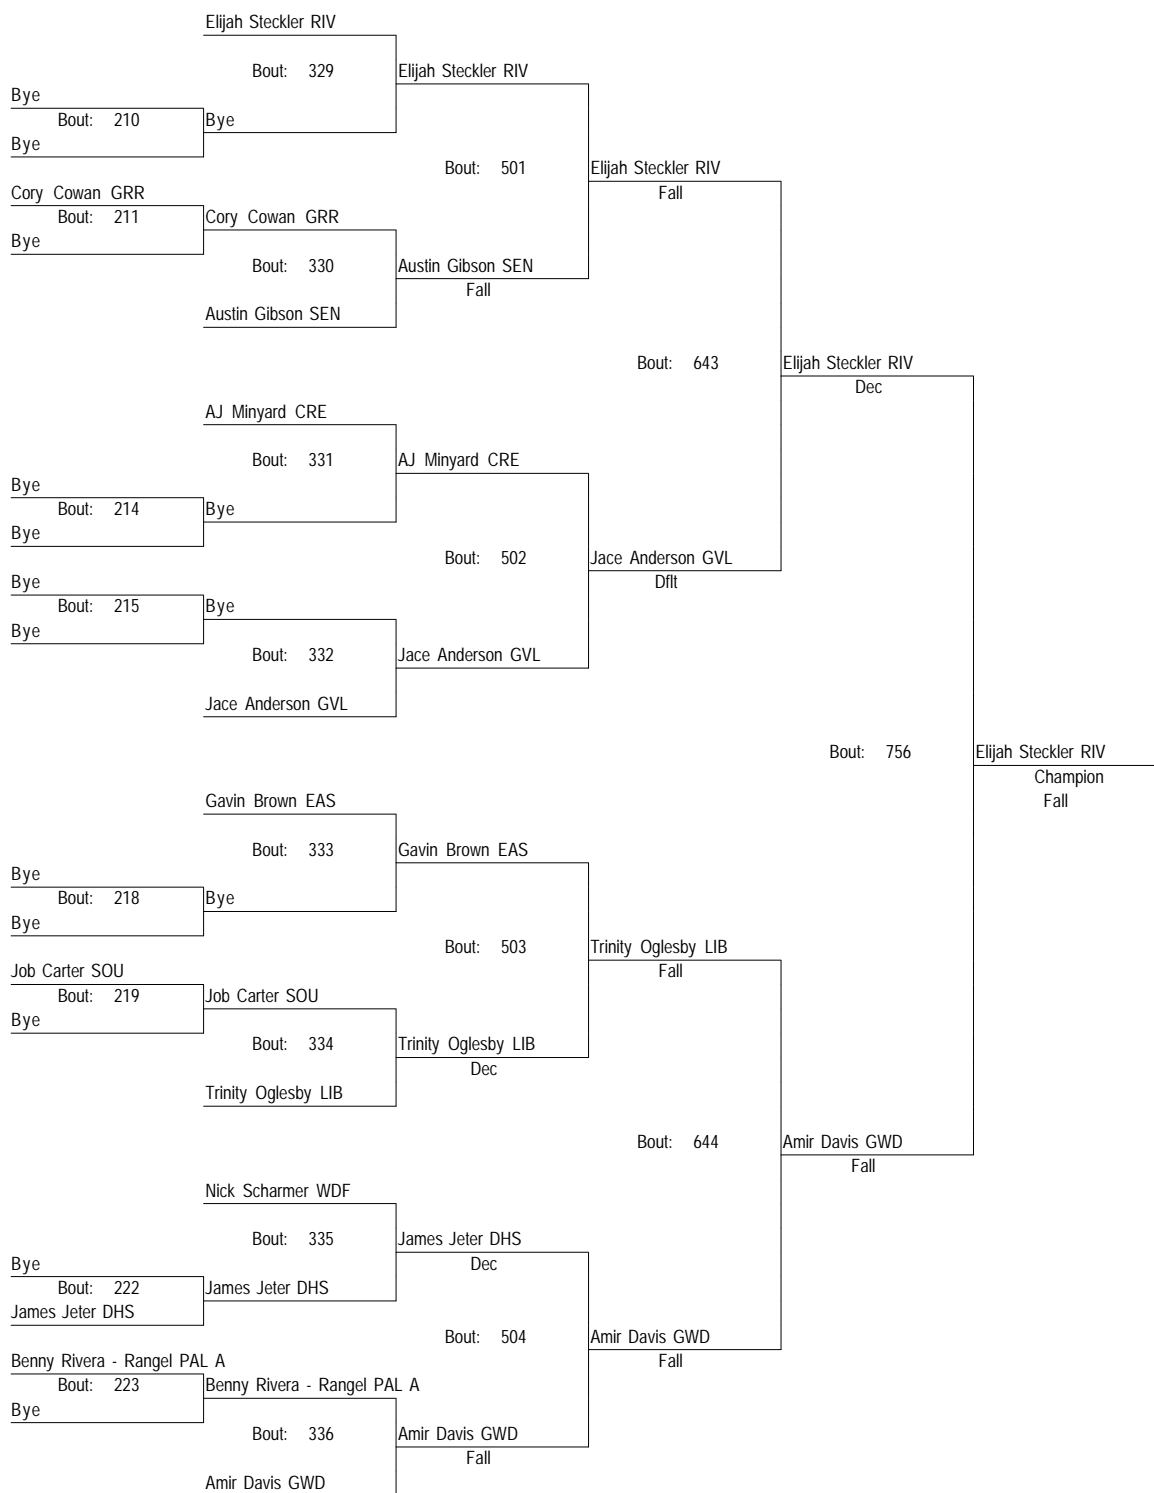 Elijah Steckler RIV
Bout: 329
Elijah Steckler RIV
Bye
Bout: 210
Bye
Bye
Bout: 501
Elijah Steckler RIV
Fall
Cory Cowan GRR
Bout: 211
Cory Cowan GRR
Bye
Bout: 330
Austin Gibson SEN
Fall
Austin Gibson SEN
Bout: 643
Elijah Steckler RIV
Dec
AJ Minyard CRE
Bout: 331
AJ Minyard CRE
Bye
Bout: 214
Bye
Bye
Bout: 502
Jace Anderson GVL
Dflt
Bye
Bout: 215
Bye
Bye
Bout: 332
Jace Anderson GVL
Jace Anderson GVL
Bout: 756
Elijah Steckler RIV
Champion
Fall
Gavin Brown EAS
Bout: 333
Gavin Brown EAS
Bye
Bout: 218
Bye
Bye
Bout: 503
Trinity Oglesby LIB
Fall
Job Carter SOU
Bout: 219
Job Carter SOU
Bye
Bout: 334
Trinity Oglesby LIB
Dec
Trinity Oglesby LIB
Bout: 644
Amir Davis GWD
Fall
Nick Scharmer WDF
Bout: 335
James Jeter DHS
Dec
Bye
Bout: 222
James Jeter DHS
James Jeter DHS
Bout: 504
Amir Davis GWD
Fall
Benny Rivera - Rangel PAL A
Bout: 223
Benny Rivera - Rangel PAL A
Bye
Bout: 336
Amir Davis GWD
Fall
Amir Davis GWD